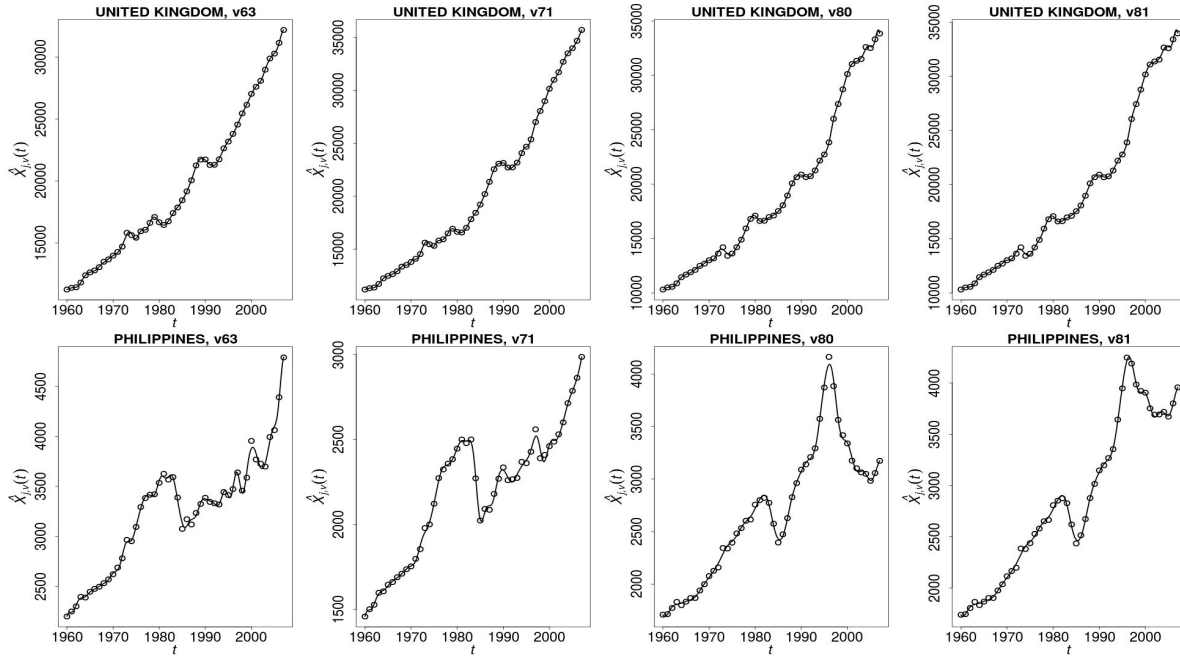 UNITED KINGDOM, v63
X̂j,v(t)
15000 20000 25000 30000
1960 1970 1980 1990 2000
t
UNITED KINGDOM, v71
X̂j,v(t)
15000 20000 25000 30000 35000
1960 1970 1980 1990 2000
t
UNITED KINGDOM, v80
X̂j,v(t)
10000 15000 20000 25000 30000 35000
1960 1970 1980 1990 2000
t
UNITED KINGDOM, v81
X̂j,v(t)
10000 15000 20000 25000 30000 35000
1960 1970 1980 1990 2000
t
PHILIPPINES, v63
X̂j,v(t)
2500 3000 3500 4000 4500
1960 1970 1980 1990 2000
t
PHILIPPINES, v71
X̂j,v(t)
1500 2000 2500 3000
1960 1970 1980 1990 2000
t
PHILIPPINES, v80
X̂j,v(t)
2000 2500 3000 3500 4000
1960 1970 1980 1990 2000
t
PHILIPPINES, v81
X̂j,v(t)
2000 2500 3000 3500 4000
1960 1970 1980 1990 2000
t